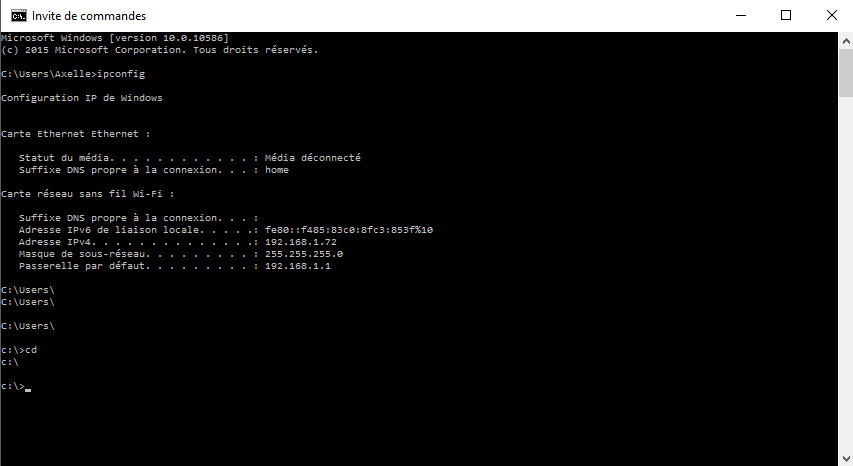 Invite de commandes
Microsoft Windows [version 10.0.10586]
(c) 2015 Microsoft Corporation. Tous droits réservés.
C:\Users\Axelle>ipconfig
Configuration IP de Windows
Carte Ethernet Ethernet :
Statut du média. . . . . . . . . . . . : Média déconnecté
Suffixe DNS propre à la connexion. . . : home
Carte réseau sans fil Wi-Fi :
Suffixe DNS propre à la connexion. . . :
Adresse IPv6 de liaison locale. . . . .: fe80::f485:83c0:8fc3:853f%10
Adresse IPv4. . . . . . . . . . . . . .: 192.168.1.72
Masque de sous-réseau. . . . . . . . . : 255.255.255.0
Passerelle par défaut. . . . . . . . . : 192.168.1.1
C:\Users\
C:\Users\
C:\Users\
c:\>cd
c:\
c:\>_